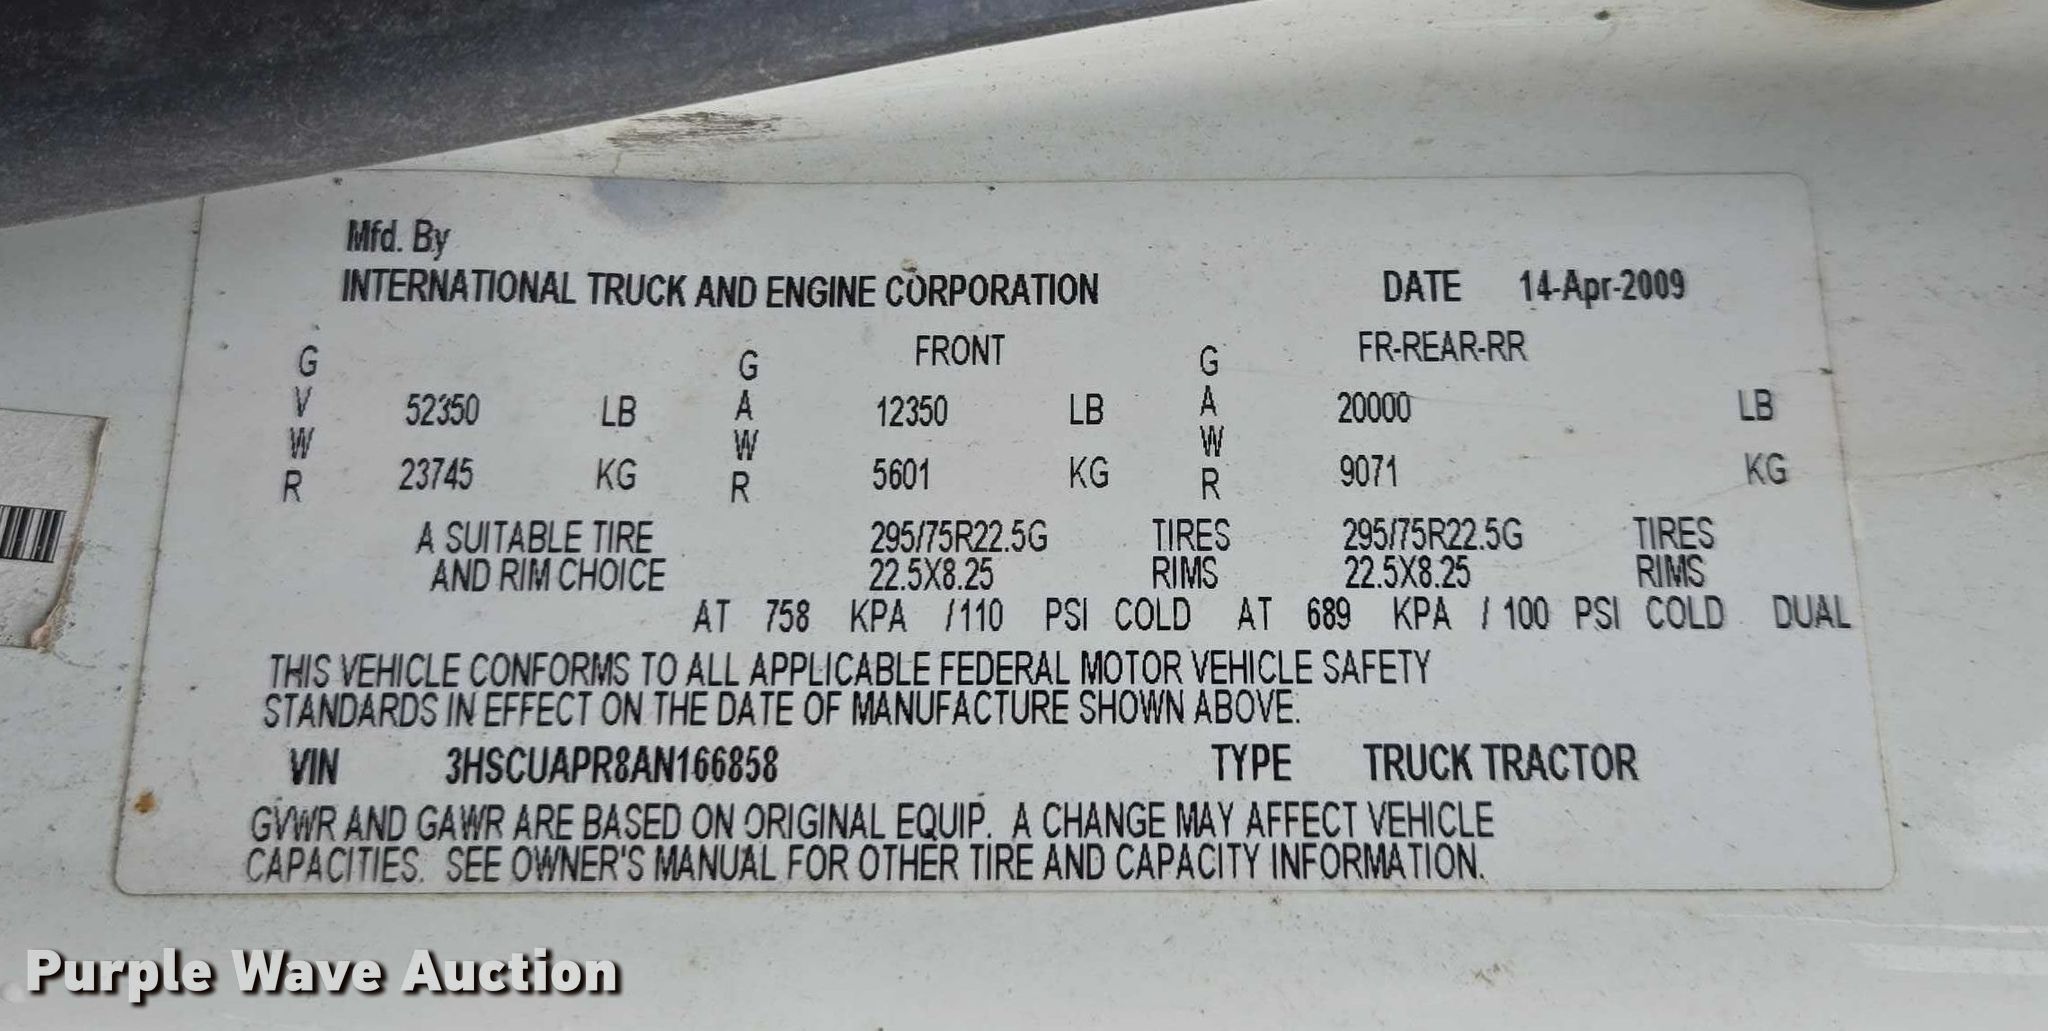 Mfd. By
INTERNATIONAL TRUCK AND ENGINE CORPORATION DATE 14-Apr-2009
FRONT FR-REAR-RR
GVWR 52350 LB GAWR 12350 LB GAWR 20000 LB
23745 KG 5601 KG 9071 KG
A SUITABLE TIRE 295/75R22.5G TIRES 295/75R22.5G TIRES
AND RIM CHOICE 22.5X8.25 RIMS 22.5X8.25 RIMS
AT 758 KPA /110 PSI COLD AT 689 KPA / 100 PSI COLD DUAL
THIS VEHICLE CONFORMS TO ALL APPLICABLE FEDERAL MOTOR VEHICLE SAFETY
STANDARDS IN EFFECT ON THE DATE OF MANUFACTURE SHOWN ABOVE.
VIN 3HSCUAPR8AN166858 TYPE TRUCK TRACTOR
GVWR AND GAWR ARE BASED ON ORIGINAL EQUIP. A CHANGE MAY AFFECT VEHICLE
CAPACITIES. SEE OWNER'S MANUAL FOR OTHER TIRE AND CAPACITY INFORMATION.
Purple Wave Auction